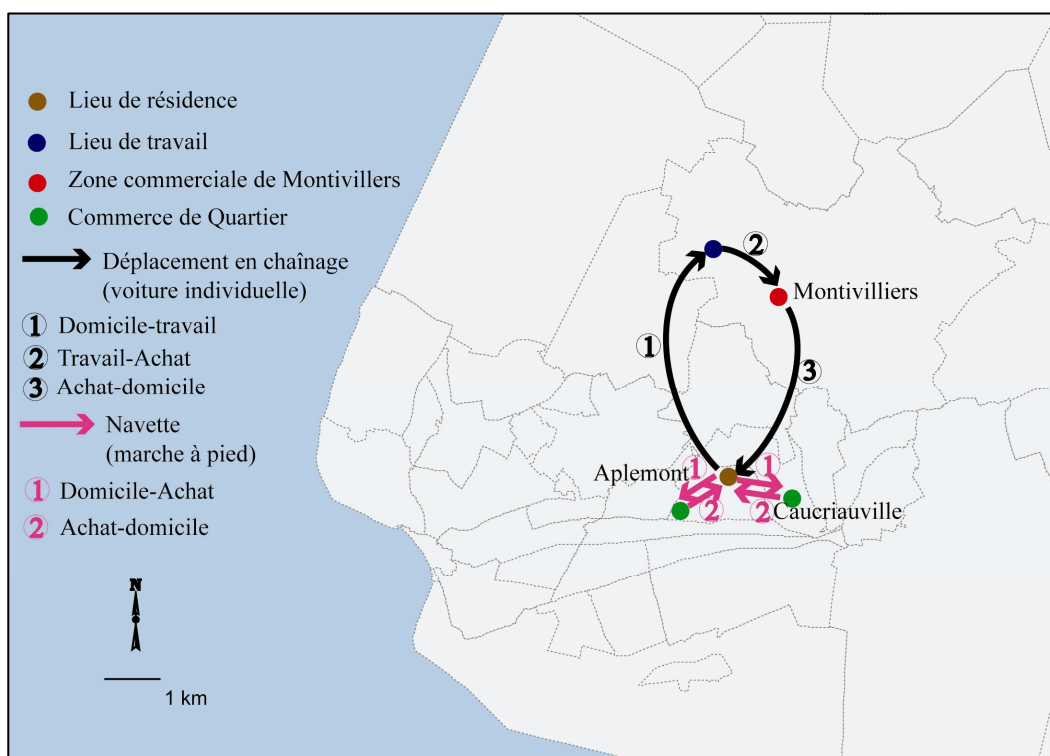 Lieu de résidence
Lieu de travail
Zone commerciale de Montivillers
Commerce de Quartier
Déplacement en chaînage
(voiture individuelle)
1 Domicile-travail
2 Travail-Achat
3 Achat-domicile
Navette
(marche à pied)
1 Domicile-Achat
2 Achat-domicile
N
1 km
2
Montivilliers
1
3
Aplemont
1
1
2
2
Caucriauville